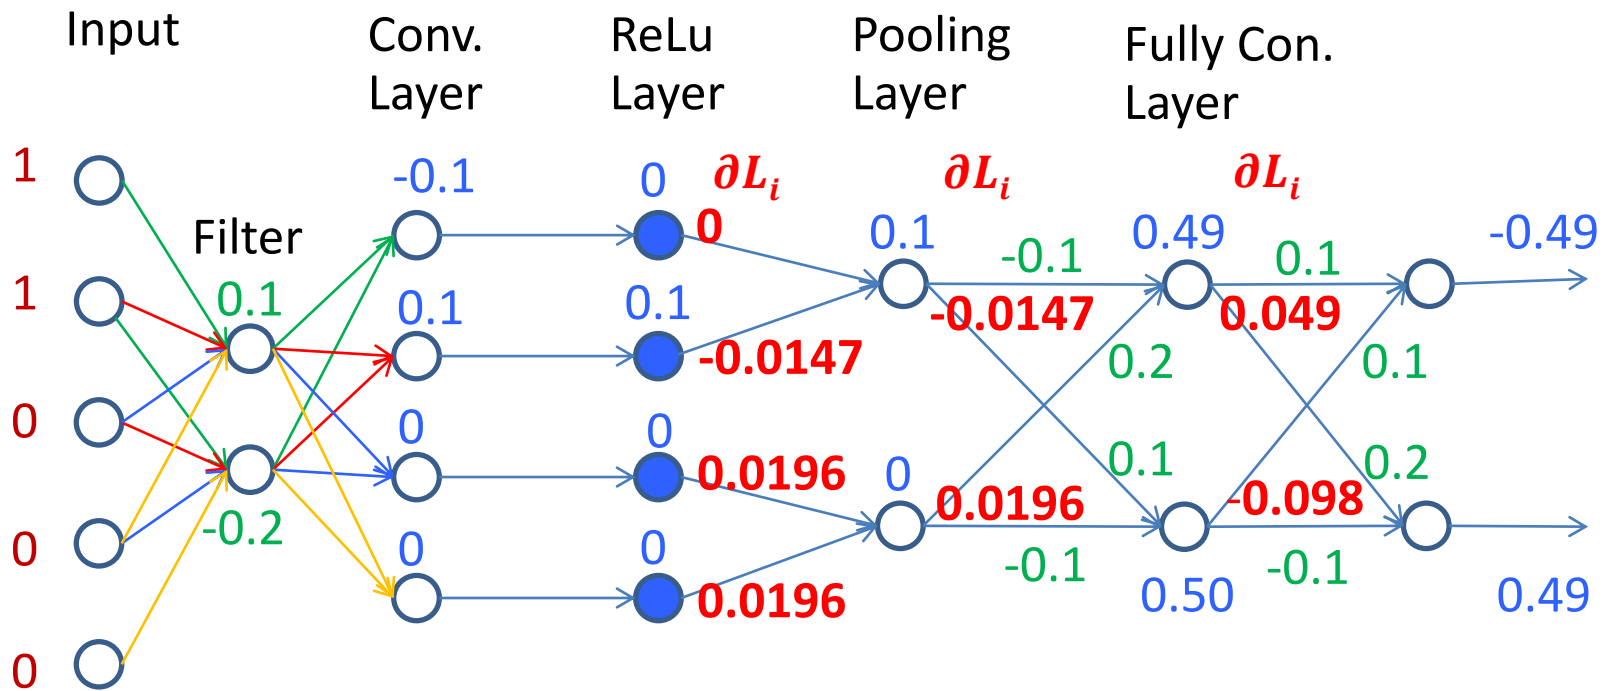 Input
Conv.
Layer
ReLu
Layer
Pooling
Layer
Fully Con.
Layer
1
1
0
0
0
Filter
0.1
-0.2
-0.1
0.1
0
0
0
0.1
0
0
∂Lᵢ
0
-0.0147
0.0196
0.0196
0.1
0
∂Lᵢ
-0.1
-0.0147
0.2
0.1
0.0196
-0.1
0.49
0.50
∂Lᵢ
0.1
0.049
0.1
0.2
-0.098
-0.1
-0.49
0.49